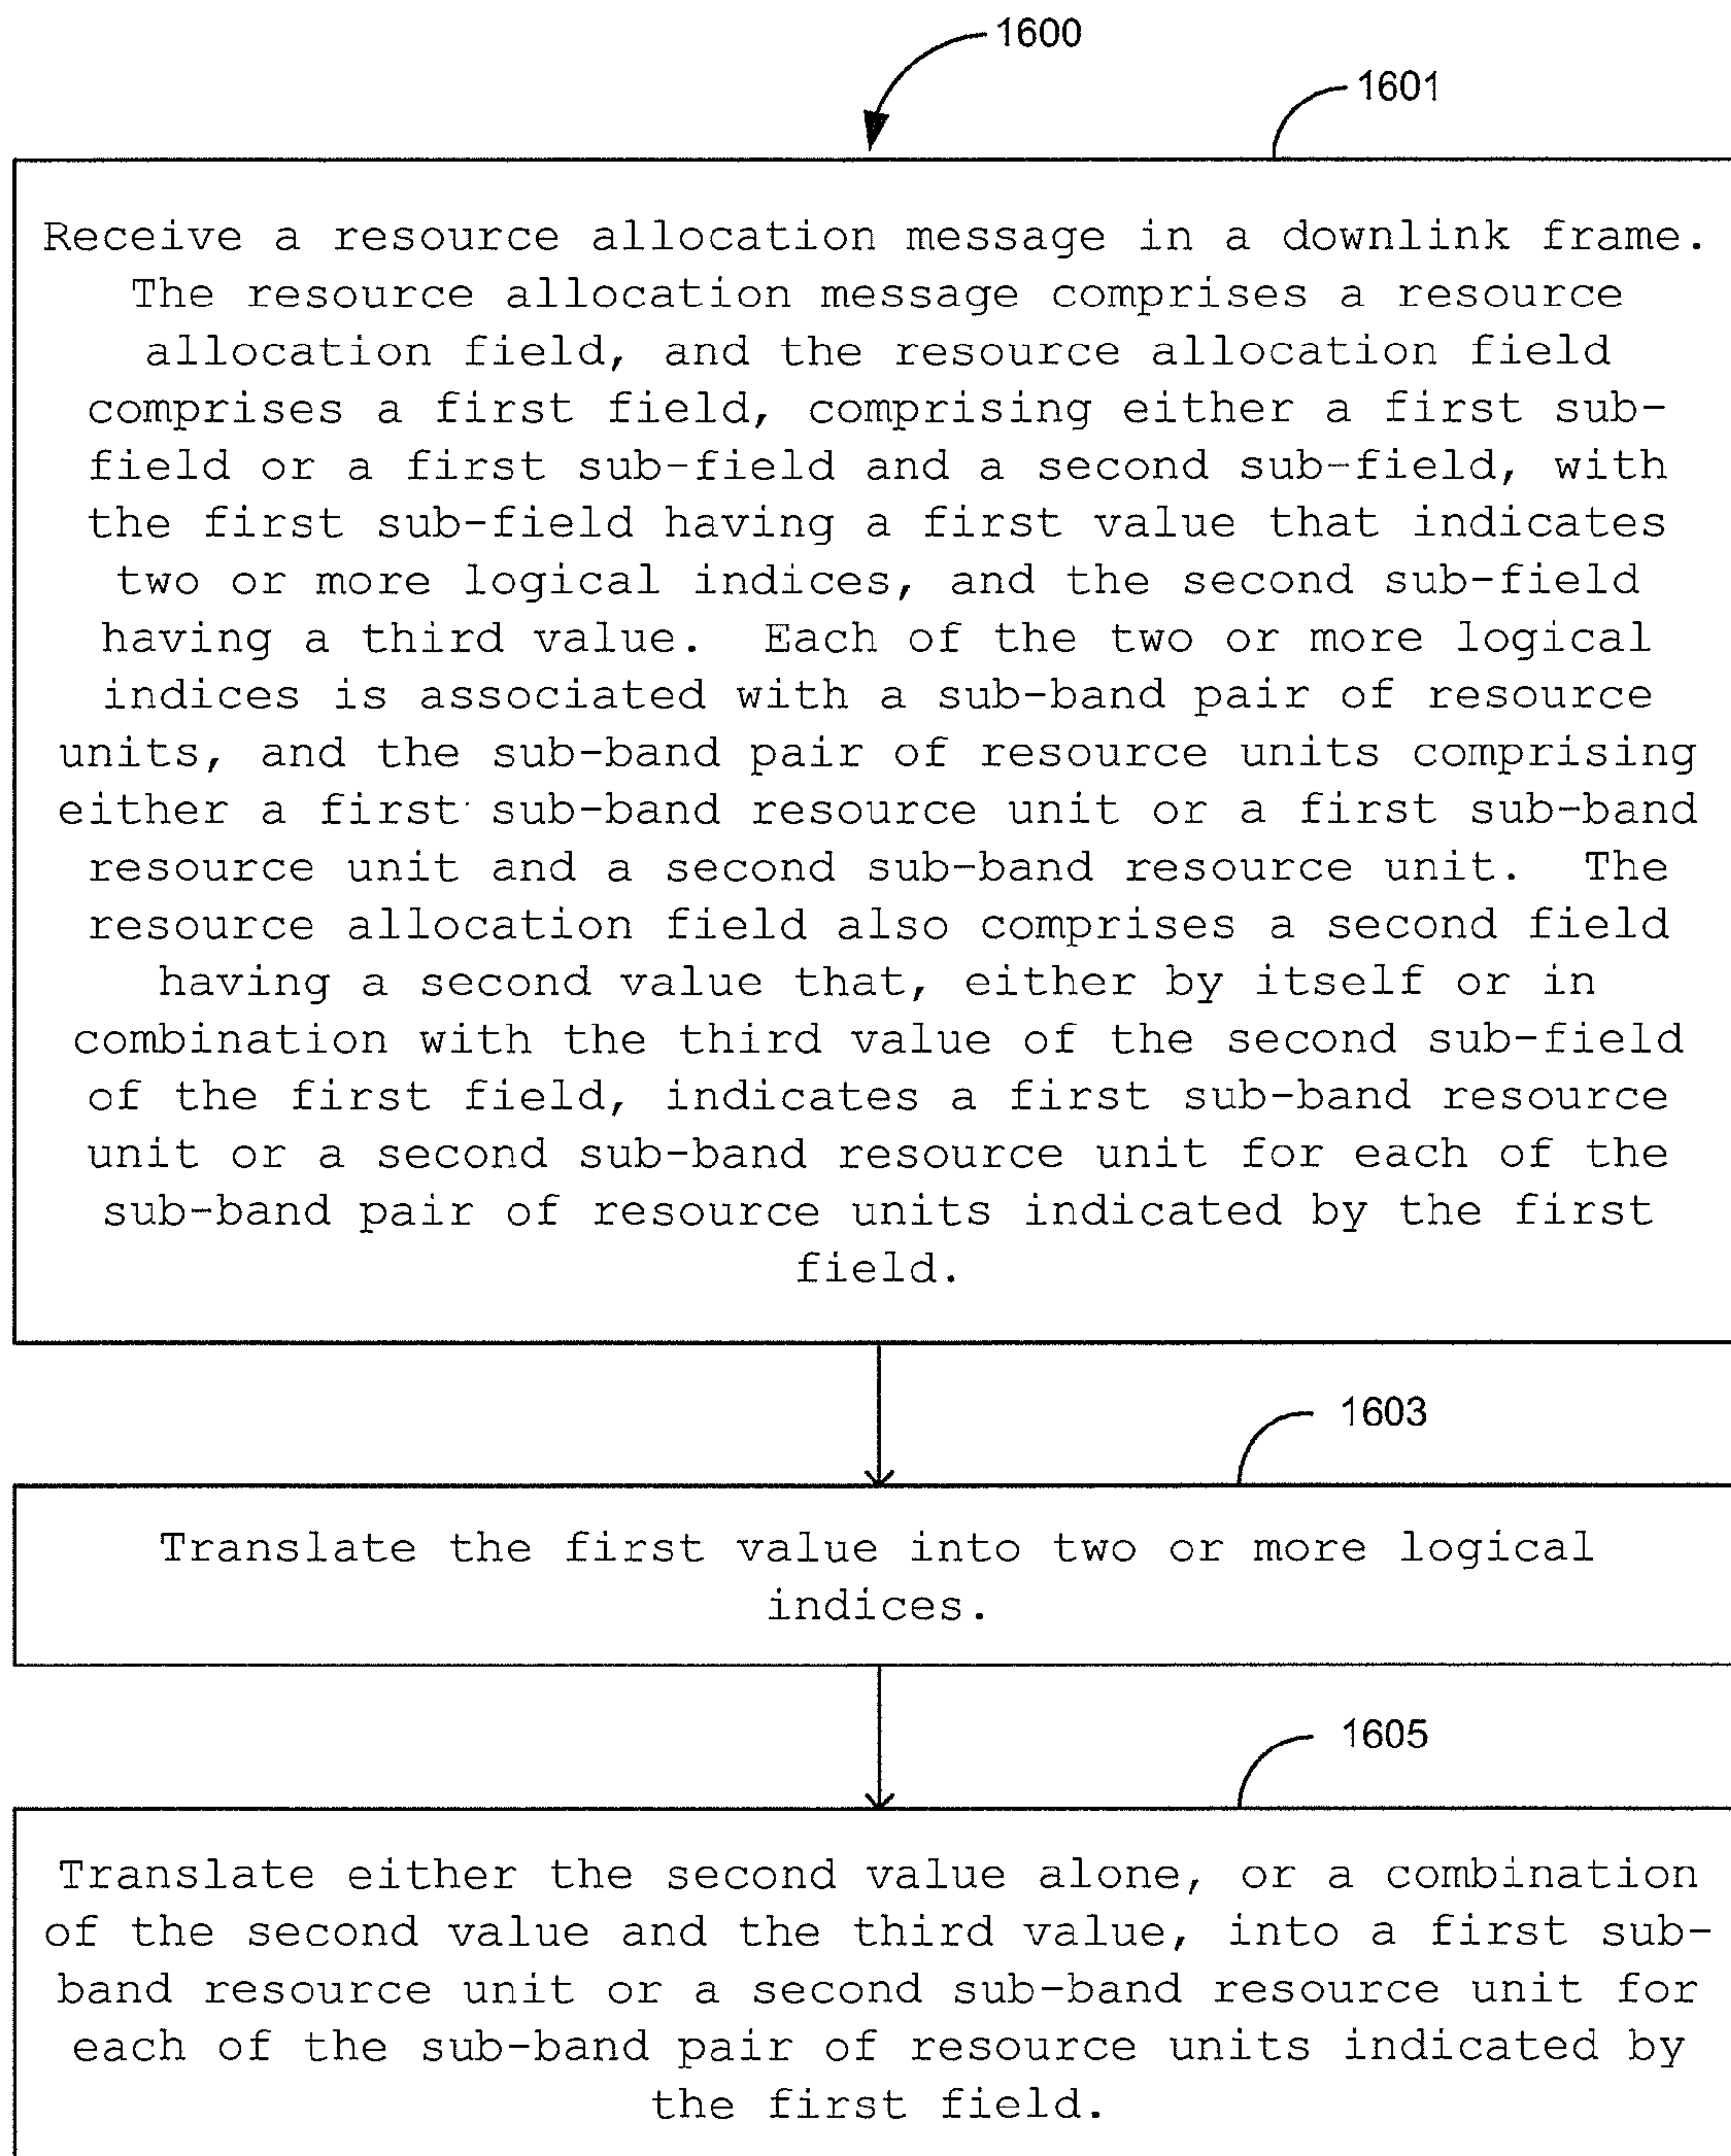 1600
1601
Receive a resource allocation message in a downlink frame.
The resource allocation message comprises a resource
allocation field, and the resource allocation field
comprises a first field, comprising either a first sub-
field or a first sub-field and a second sub-field, with
the first sub-field having a first value that indicates
two or more logical indices, and the second sub-field
having a third value. Each of the two or more logical
indices is associated with a sub-band pair of resource
units, and the sub-band pair of resource units comprising
either a first sub-band resource unit or a first sub-band
resource unit and a second sub-band resource unit. The
resource allocation field also comprises a second field
having a second value that, either by itself or in
combination with the third value of the second sub-field
of the first field, indicates a first sub-band resource
unit or a second sub-band resource unit for each of the
sub-band pair of resource units indicated by the first
field.
1603
Translate the first value into two or more logical
indices.
1605
Translate either the second value alone, or a combination
of the second value and the third value, into a first sub-
band resource unit or a second sub-band resource unit for
each of the sub-band pair of resource units indicated by
the first field.